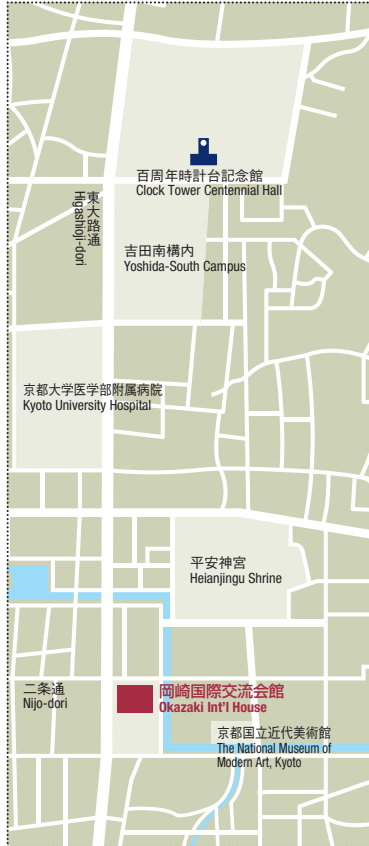 百周年時計台記念館
Clock Tower Centennial Hall
東大路通
Higashioji-dori
吉田南構内
Yoshida-South Campus
京都大学医学部附属病院
Kyoto University Hospital
平安神宮
Heianjingu Shrine
二条通
Nijo-dori
岡崎国際交流会館
Okazaki Int'l House
京都国立近代美術館
The National Museum of
Modern Art, Kyoto